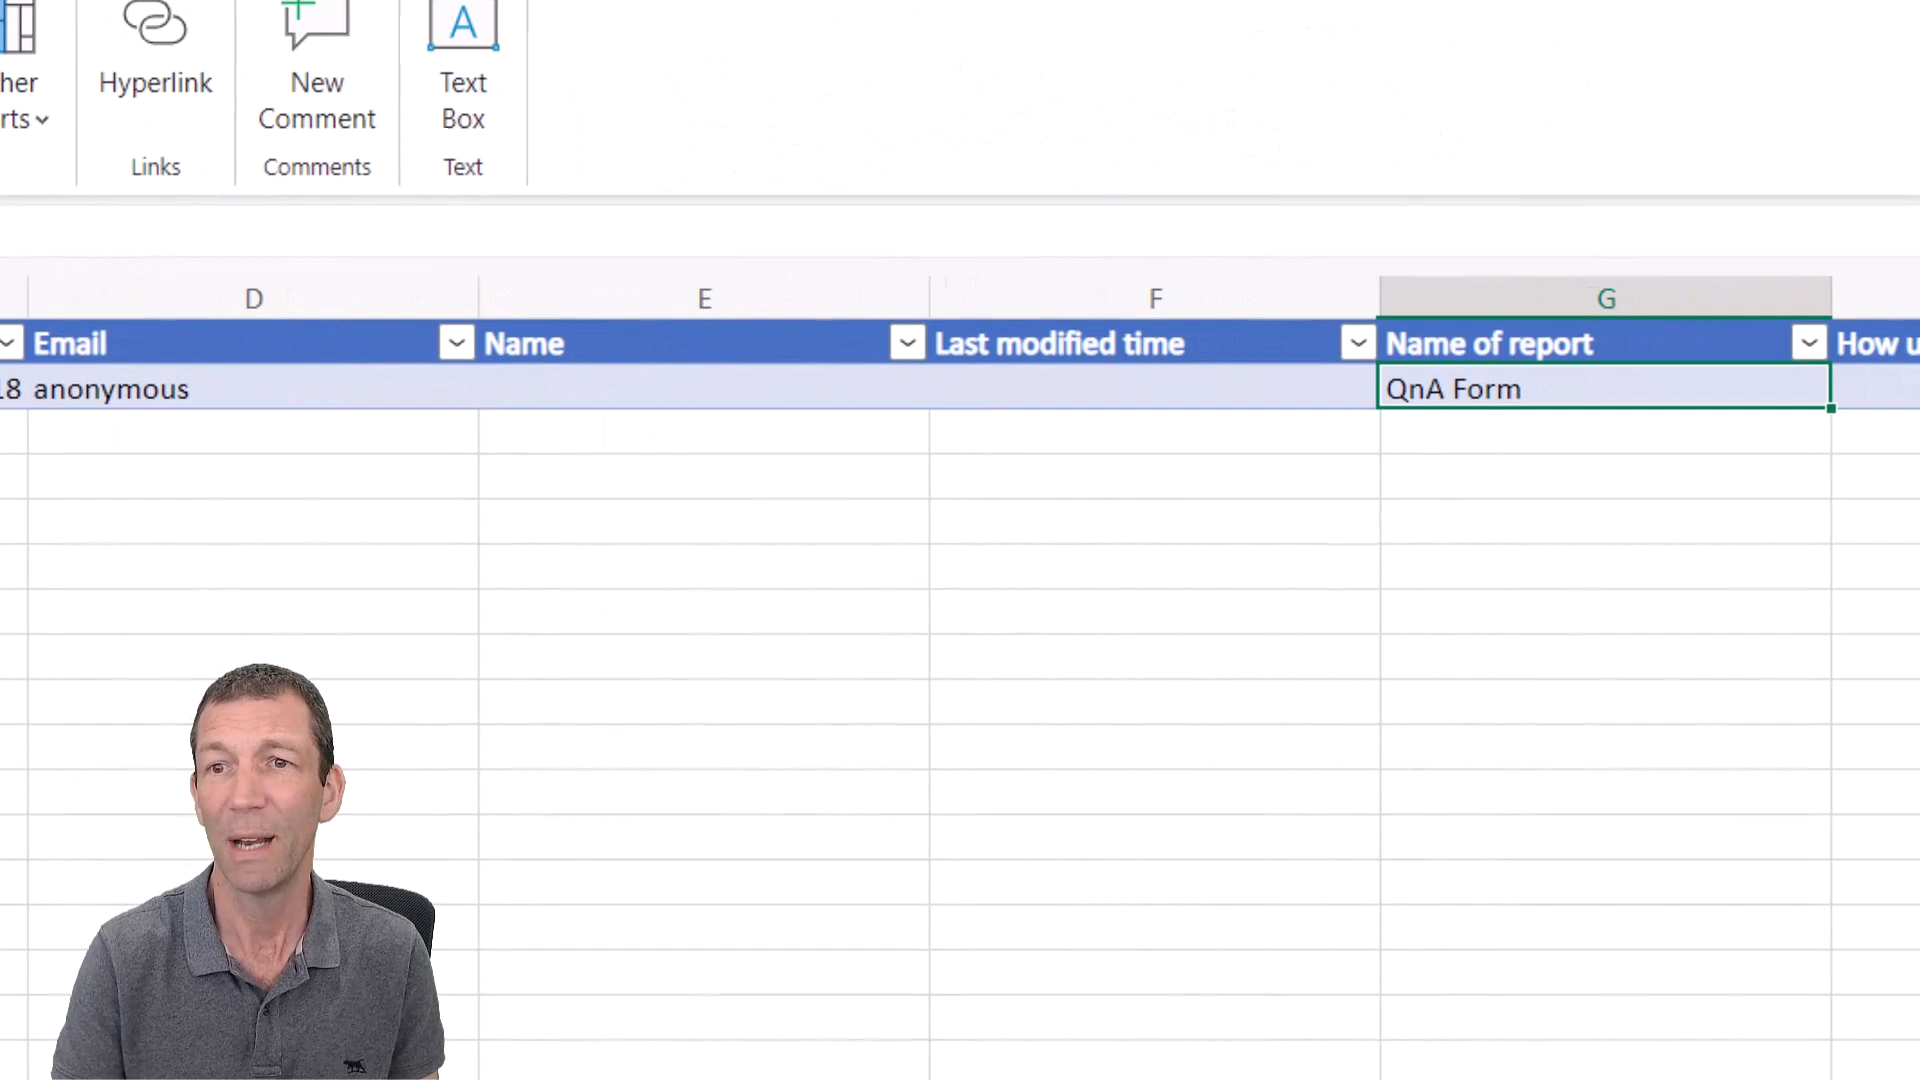 her
rts
Hyperlink
Links
New
Comment
Comments
A
Text
Box
Text
D E F G
Email Name Last modified time Name of report How u
18 anonymous QnA Form